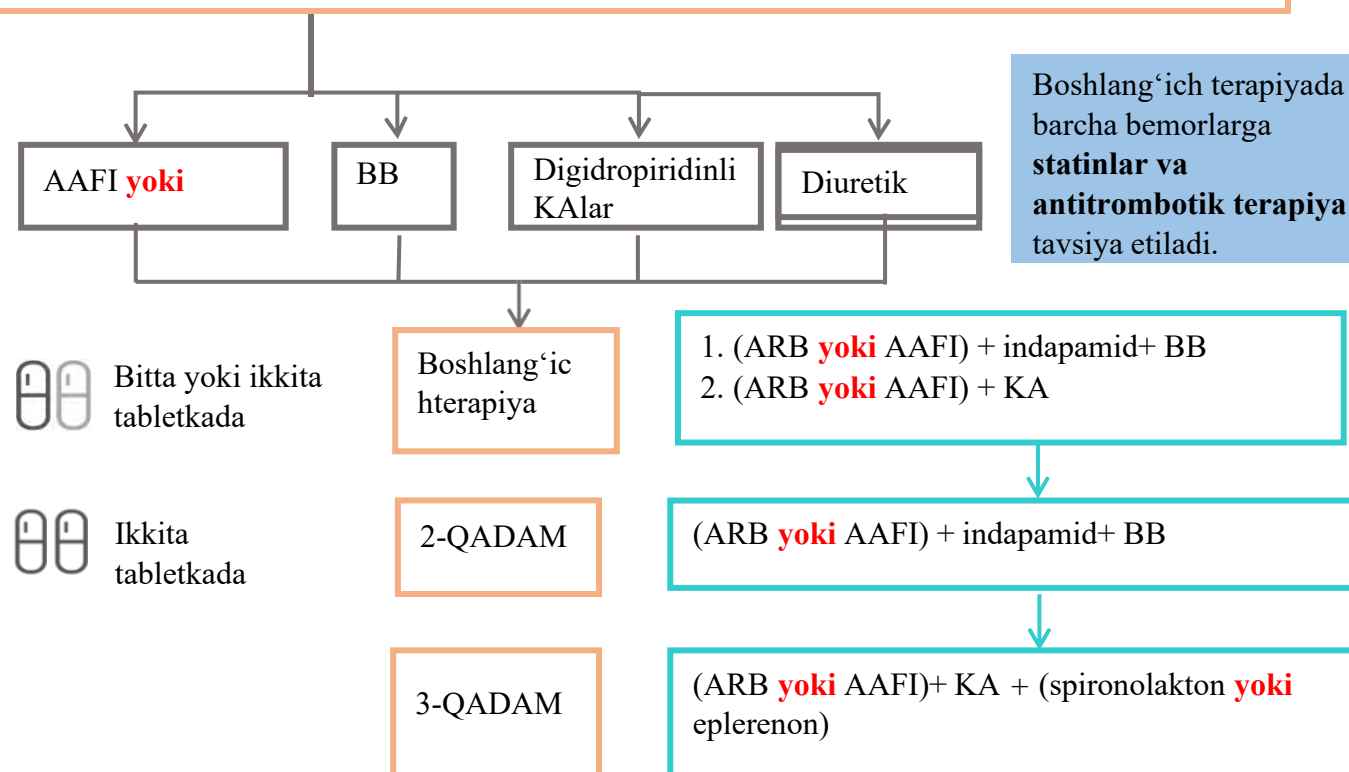 AAFI yoki
BB
Digidropiridinli
KAlar
Diuretik
Boshlang‘ich terapiyada
barcha bemorlarga
statinlar va
antitrombotik terapiya
tavsiya etiladi.
Bitta yoki ikkita
tabletkada
Boshlang‘ic
hterapiya
1. (ARB yoki AAFI) + indapamid+ BB
2. (ARB yoki AAFI) + KA
Ikkita
tabletkada
2-QADAM
(ARB yoki AAFI) + indapamid+ BB
3-QADAM
(ARB yoki AAFI)+ KA + (spironolakton yoki
eplerenon)